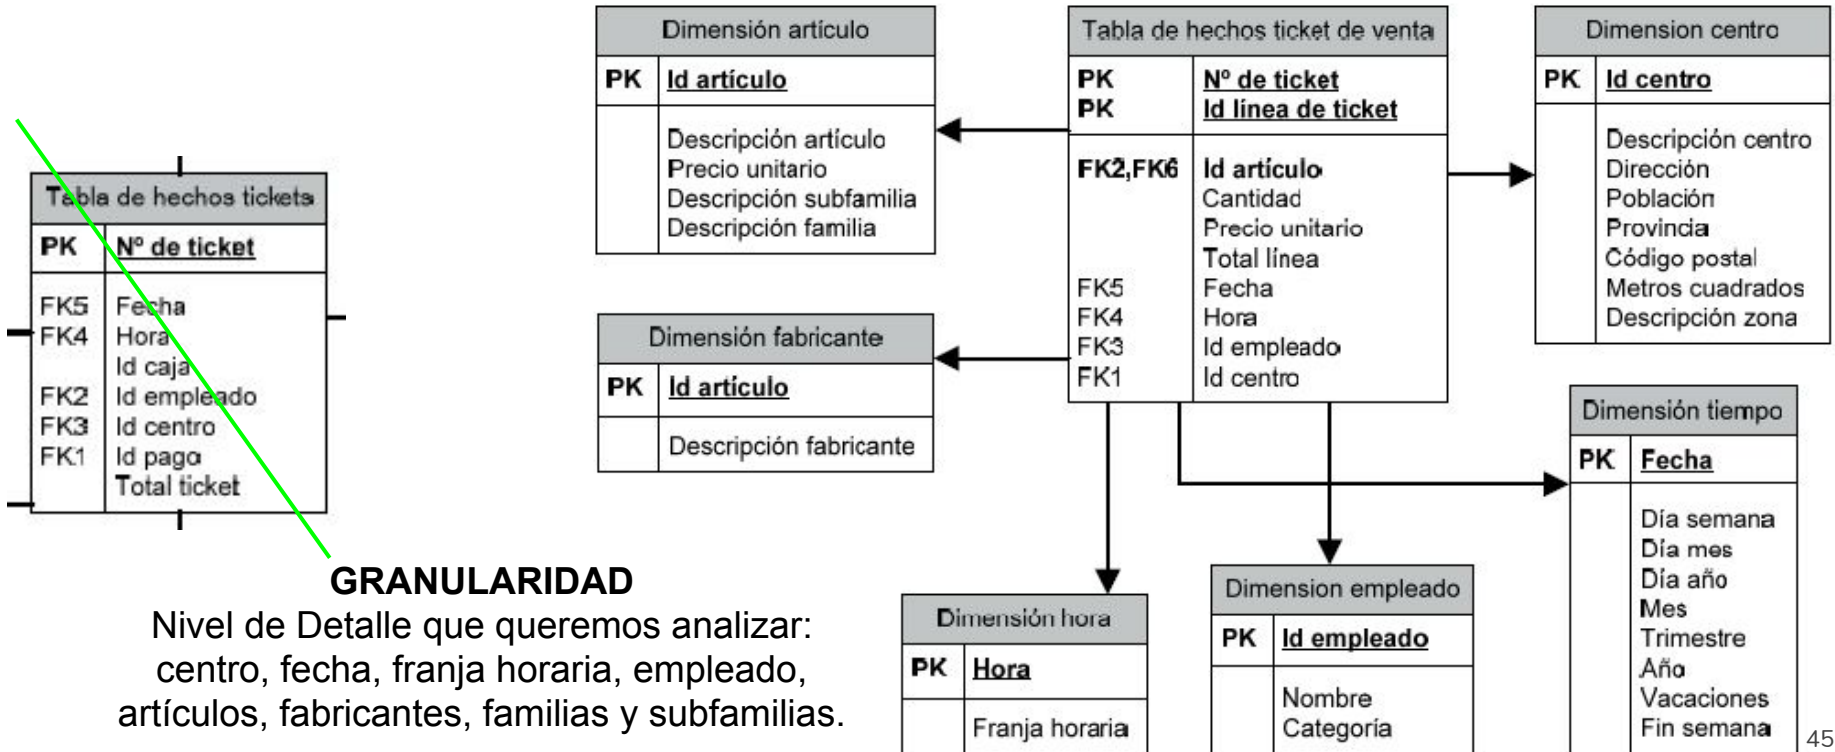 Tabla de hechos tickets
PK Nº de ticket
FK5 Fecha
FK4 Hora
Id caja
FK2 Id empleado
FK3 Id centro
FK1 Id pago
Total ticket
GRANULARIDAD
Nivel de Detalle que queremos analizar:
centro, fecha, franja horaria, empleado,
artículos, fabricantes, familias y subfamilias.
Dimensión artículo
PK Id artículo
Descripción artículo
Precio unitario
Descripción subfamilia
Descripción familia
Dimensión fabricante
PK Id artículo
Descripción fabricante
Tabla de hechos ticket de venta
PK Nº de ticket
PK Id línea de ticket
FK2,FK6 Id artículo
Cantidad
Precio unitario
Total línea
FK5 Fecha
FK4 Hora
FK3 Id empleado
FK1 Id centro
Dimension centro
PK Id centro
Descripción centro
Dirección
Población
Provincia
Código postal
Metros cuadrados
Descripción zona
Dimensión hora
PK Hora
Franja horaria
Dimension empleado
PK Id empleado
Nombre
Categoría
Dimensión tiempo
PK Fecha
Día semana
Día mes
Día año
Mes
Trimestre
Año
Vacaciones
Fin semana
45